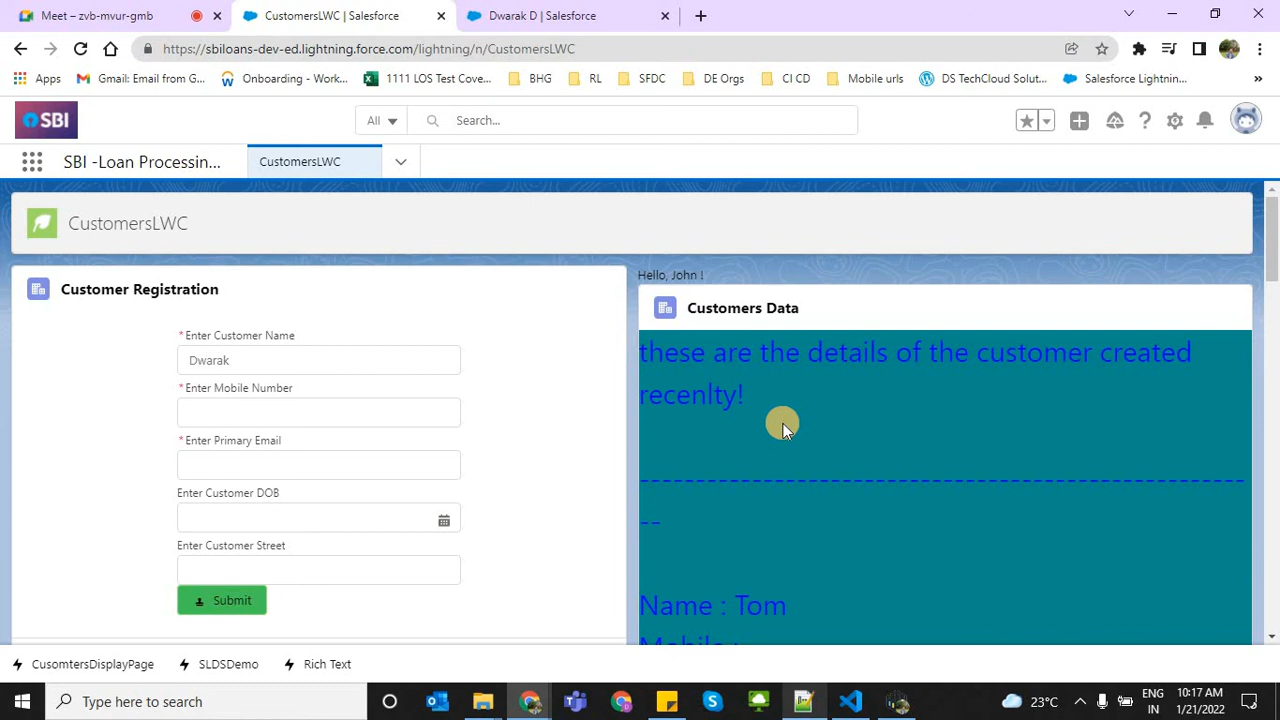 Meet – zvb-mvur-gmb
CustomersLWC | Salesforce
Dwarak D | Salesforce
https://sbiloans-dev-ed.lightning.force.com/lightning/n/CustomersLWC
Apps
Gmail: Email from G...
Onboarding - Work...
1111 LOS Test Cove...
BHG
RL
SFDC
DE Orgs
CI CD
Mobile urls
DS TechCloud Solut...
Salesforce Lightnin...
»
SBI
All
Search...
SBI -Loan Processin...
CustomersLWC
CustomersLWC
Customer Registration
*Enter Customer Name
Dwarak
*Enter Mobile Number
*Enter Primary Email
Enter Customer DOB
Enter Customer Street
Submit
Hello, John !
Customers Data
these are the details of the customer created
recenlty!
-------------------------------------------
--
Name : Tom
Mobile :
CusomtersDisplayPage
SLDSDemo
Rich Text
Type here to search
23°C
ENG
IN
10:17 AM
1/21/2022